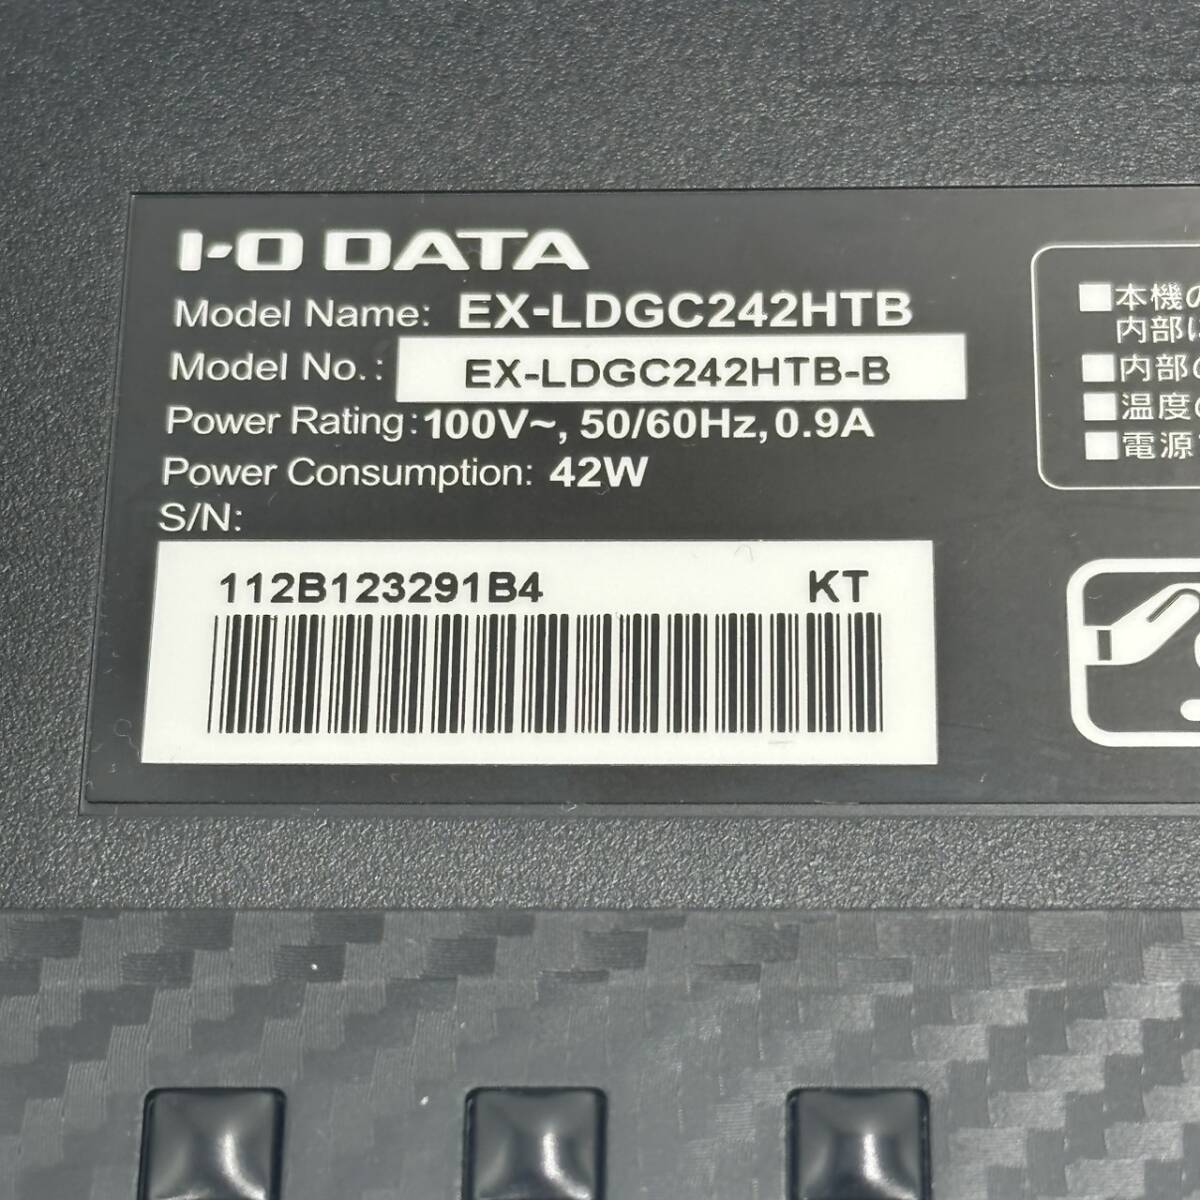 I-O DATA
Model Name: EX-LDGC242HTB
Model No.: EX-LDGC242HTB-B
Power Rating: 100V~, 50/60Hz, 0.9A
Power Consumption: 42W
S/N:
112B123291B4 KT
■本機の
内部に
■内部の
■温度の
■電源